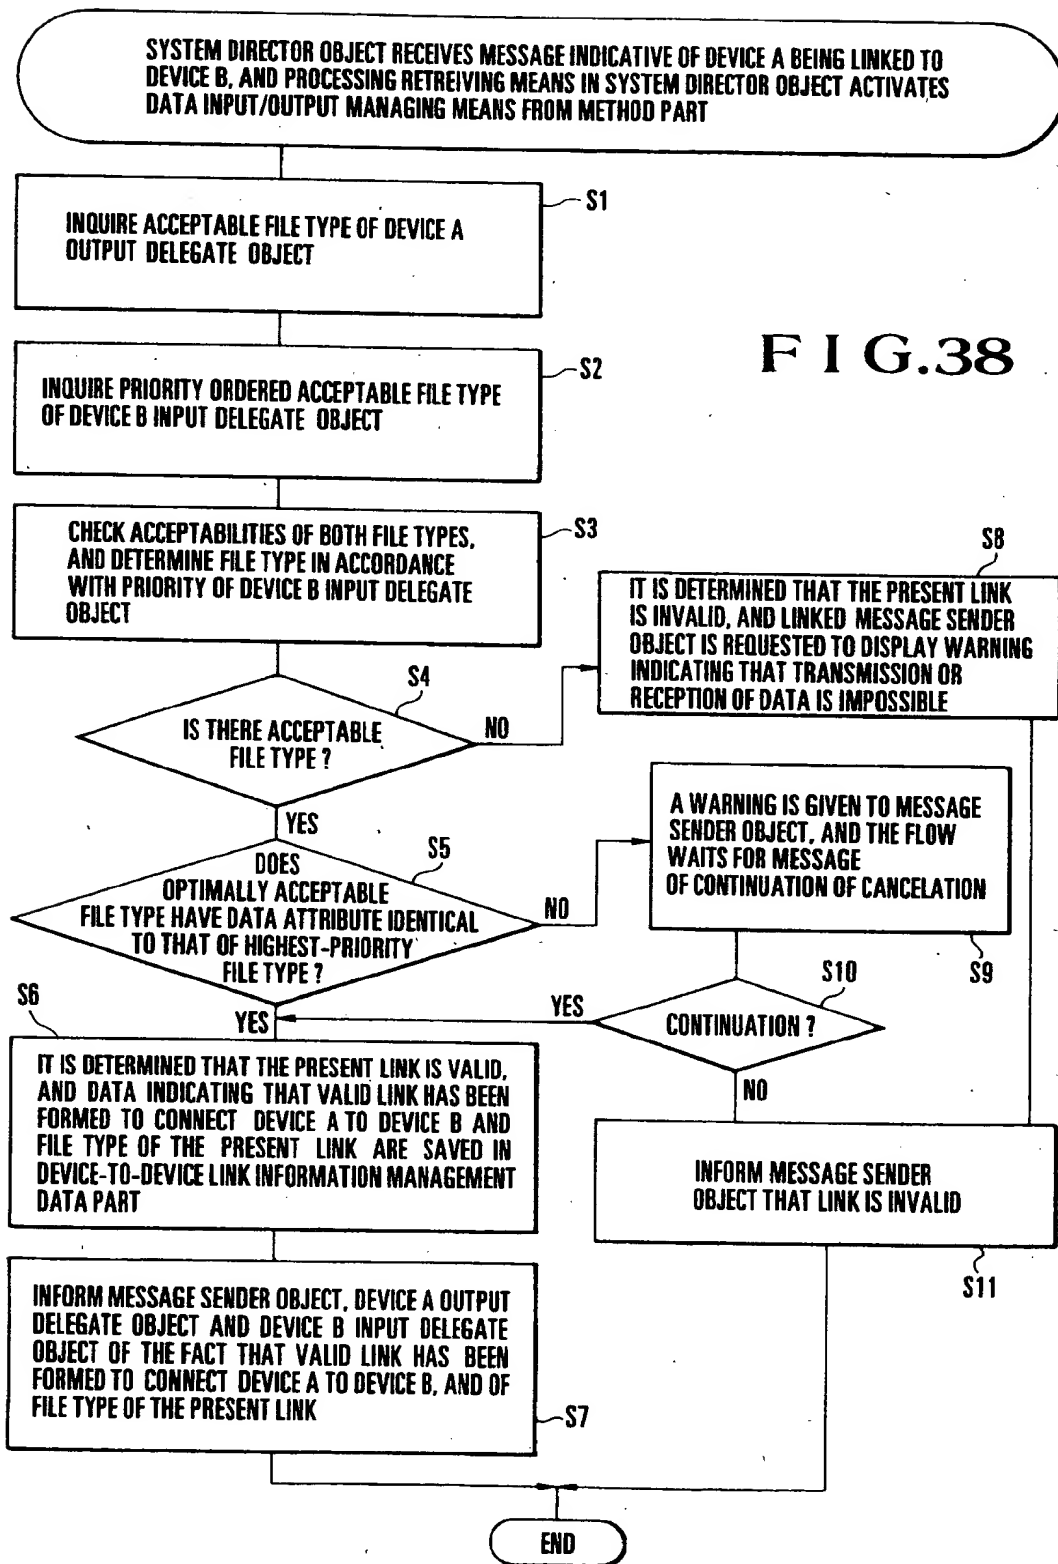 SYSTEM DIRECTOR OBJECT RECEIVES MESSAGE INDICATIVE OF DEVICE A BEING LINKED TO
DEVICE B, AND PROCESSING RETREIVING MEANS IN SYSTEM DIRECTOR OBJECT ACTIVATES
DATA INPUT/OUTPUT MANAGING MEANS FROM METHOD PART
S1
INQUIRE ACCEPTABLE FILE TYPE OF DEVICE A
OUTPUT DELEGATE OBJECT
FIG.38
S2
INQUIRE PRIORITY ORDERED ACCEPTABLE FILE TYPE
OF DEVICE B INPUT DELEGATE OBJECT
S3
CHECK ACCEPTABILITIES OF BOTH FILE TYPES,
AND DETERMINE FILE TYPE IN ACCORDANCE
WITH PRIORITY OF DEVICE B INPUT DELEGATE
OBJECT
S8
IT IS DETERMINED THAT THE PRESENT LINK
IS INVALID, AND LINKED MESSAGE SENDER
OBJECT IS REQUESTED TO DISPLAY WARNING
INDICATING THAT TRANSMISSION OR
RECEPTION OF DATA IS IMPOSSIBLE
S4
IS THERE ACCEPTABLE
FILE TYPE ?
NO
YES
S5
DOES
OPTIMALLY ACCEPTABLE
FILE TYPE HAVE DATA ATTRIBUTE IDENTICAL
TO THAT OF HIGHEST-PRIORITY
FILE TYPE ?
NO
YES
A WARNING IS GIVEN TO MESSAGE
SENDER OBJECT, AND THE FLOW
WAITS FOR MESSAGE
OF CONTINUATION OF CANCELATION
S9
S10
CONTINUATION ?
YES
NO
S6
IT IS DETERMINED THAT THE PRESENT LINK IS VALID,
AND DATA INDICATING THAT VALID LINK HAS BEEN
FORMED TO CONNECT DEVICE A TO DEVICE B AND
FILE TYPE OF THE PRESENT LINK ARE SAVED IN
DEVICE-TO-DEVICE LINK INFORMATION MANAGEMENT
DATA PART
INFORM MESSAGE SENDER
OBJECT THAT LINK IS INVALID
S11
INFORM MESSAGE SENDER OBJECT, DEVICE A OUTPUT
DELEGATE OBJECT AND DEVICE B INPUT DELEGATE
OBJECT OF THE FACT THAT VALID LINK HAS BEEN
FORMED TO CONNECT DEVICE A TO DEVICE B, AND OF
FILE TYPE OF THE PRESENT LINK
S7
END